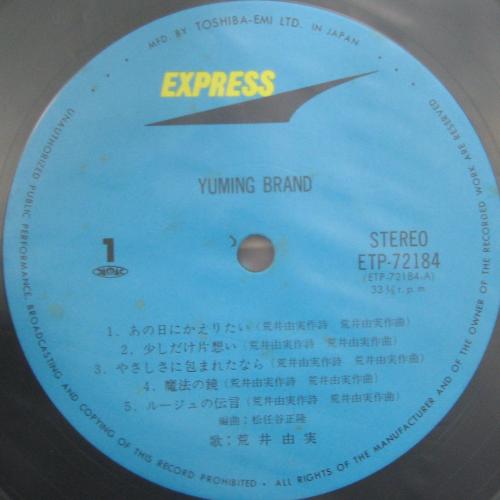 MFD. BY TOSHIBA-EMI LTD. IN JAPAN
EXPRESS
YUMING BRAND
1
STEREO
ETP-72184
(ETP-72184-A)
33⅓ r.p.m
1. あの日にかえりたい(荒井由実作詩 荒井由実作曲)
2. 少しだけ片想い(荒井由実作詩 荒井由実作曲)
3. やさしさに包まれたなら(荒井由実作詩 荒井由実作曲)
4. 魔法の鏡(荒井由実作詩 荒井由実作曲)
5. ルージュの伝言(荒井由実作詩 荒井由実作曲)
編曲:松任谷正隆
歌:荒井由実
UNAUTHORIZED PUBLIC PERFORMANCE, BROADCASTING AND COPYING OF THIS RECORD PROHIBITED • ALL RIGHTS OF THE MANUFACTURER AND OF THE OWNER OF THE RECORDED WORK ARE RESERVED